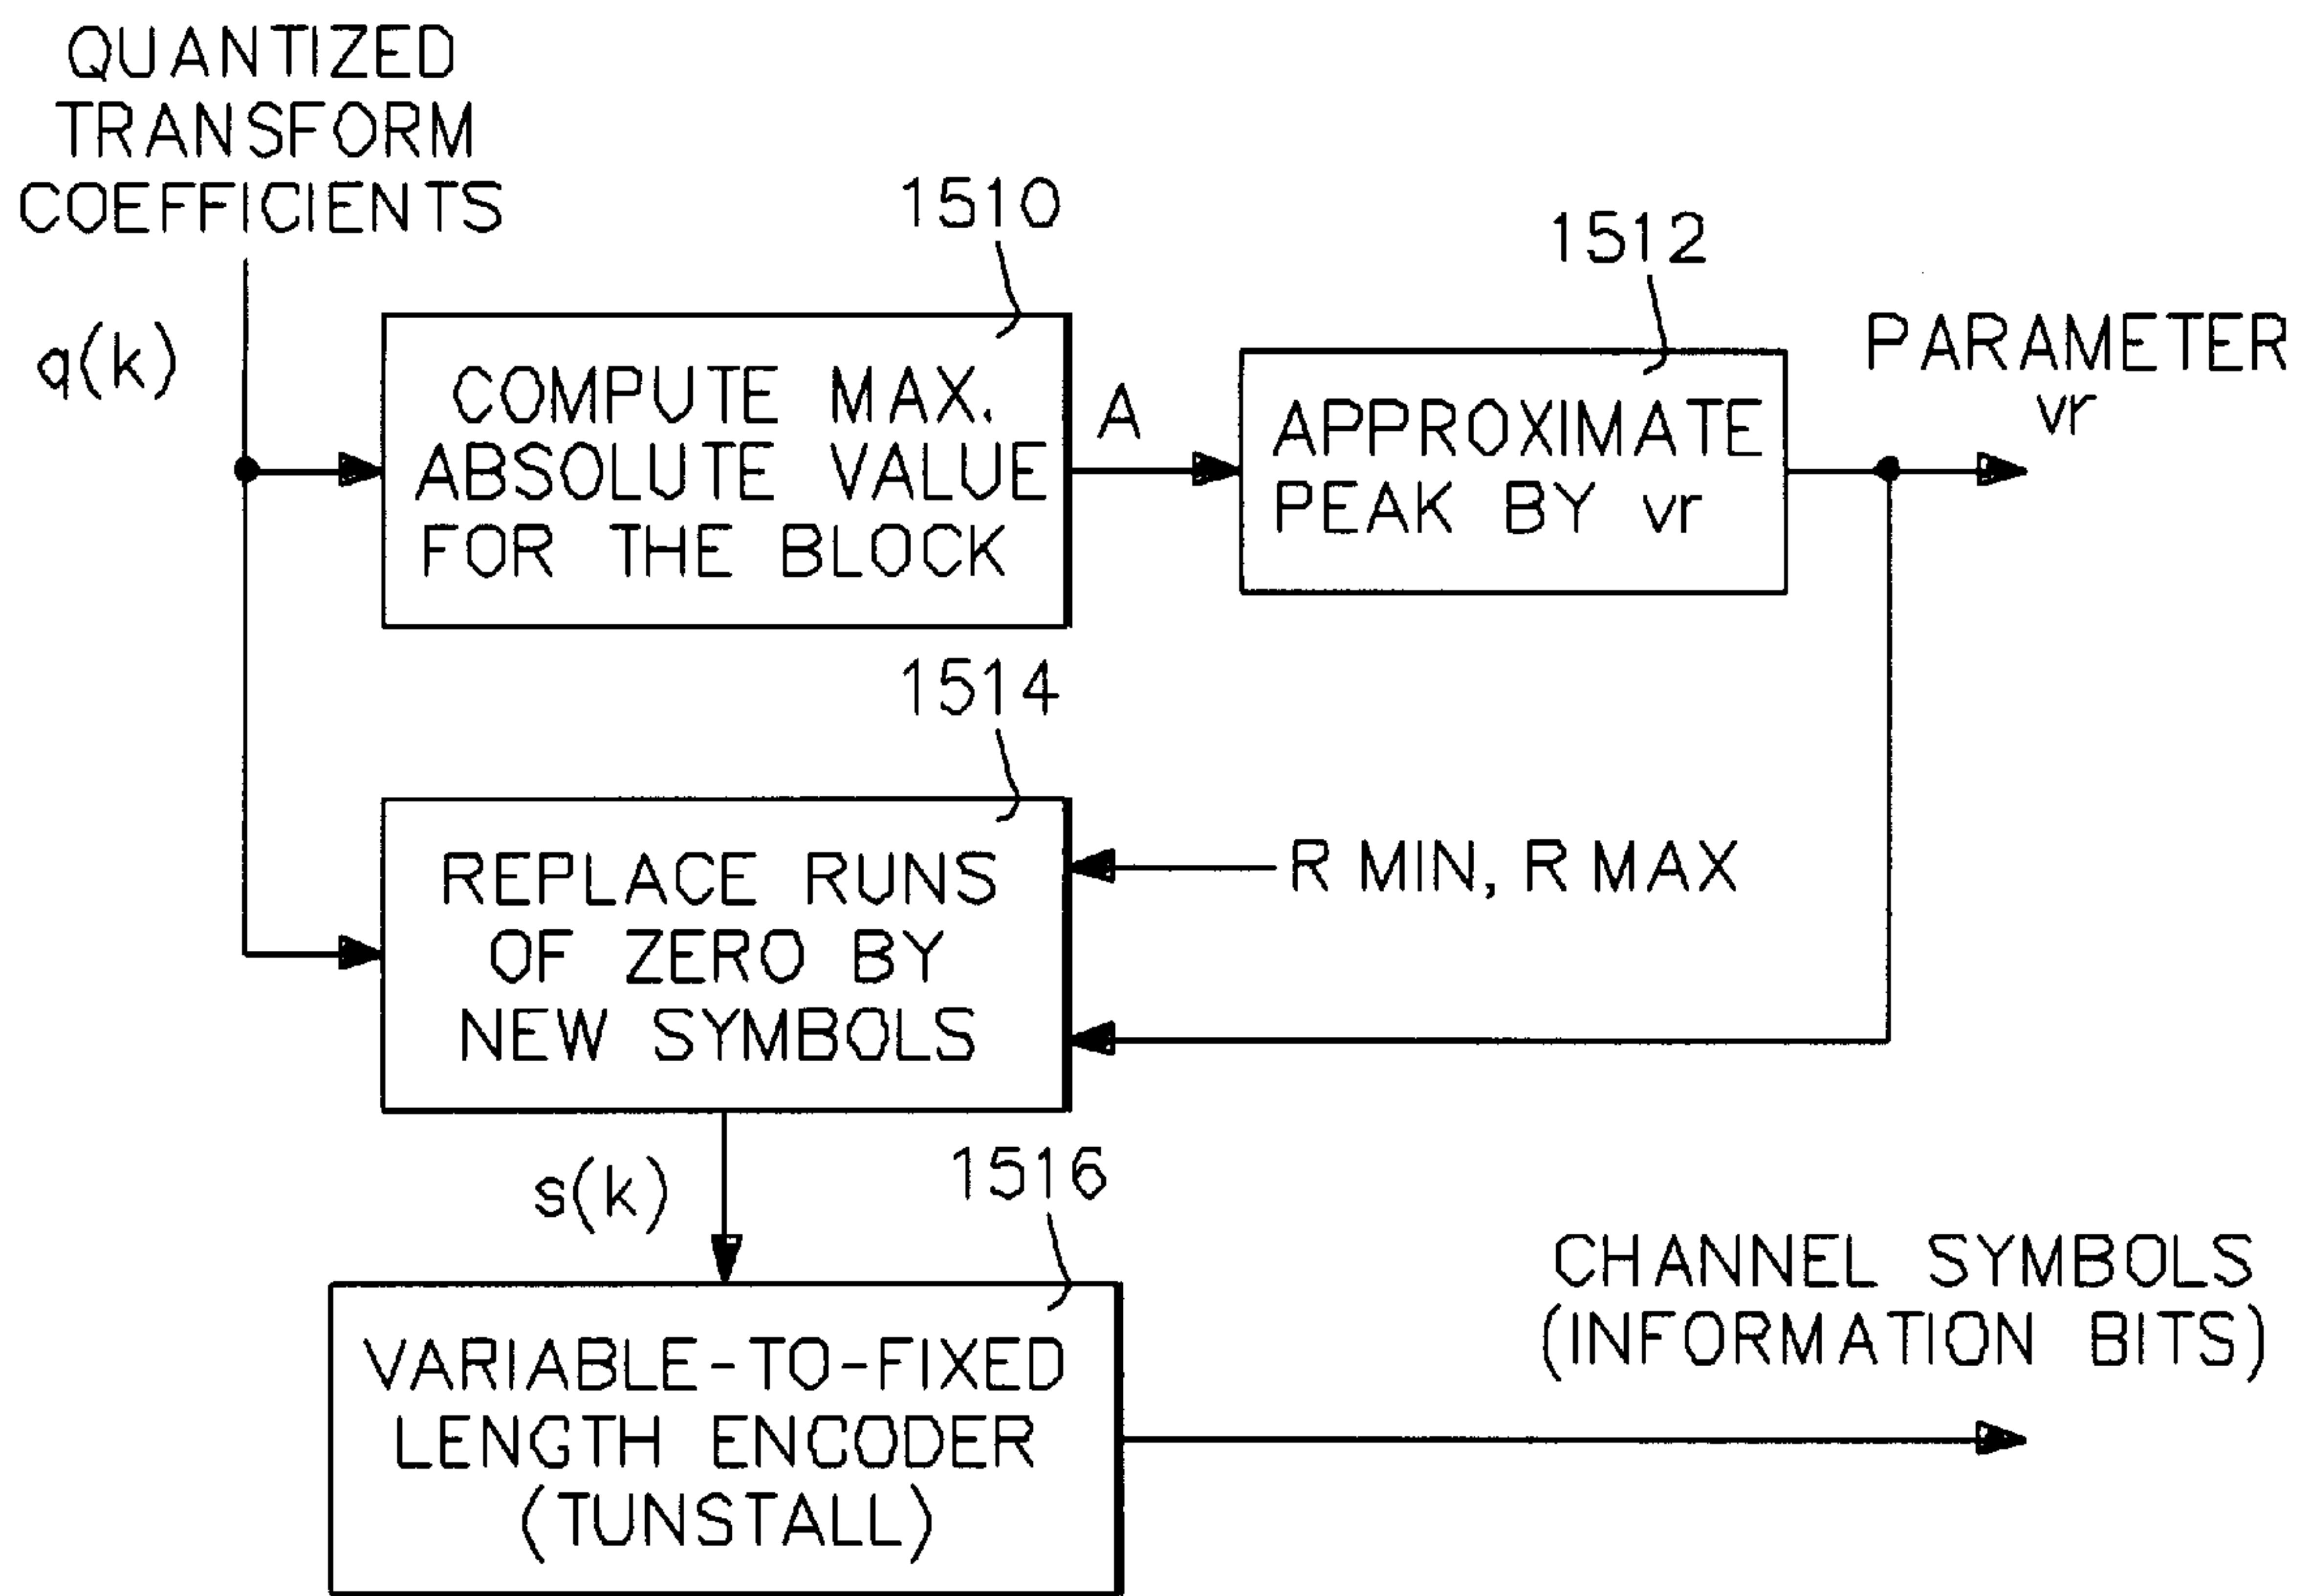 QUANTIZED
TRANSFORM
COEFFICIENTS
q(k)
1510
COMPUTE MAX.
ABSOLUTE VALUE
FOR THE BLOCK
A
1512
APPROXIMATE
PEAK BY vr
PARAMETER
vr
1514
REPLACE RUNS
OF ZERO BY
NEW SYMBOLS
R MIN, R MAX
s(k)
1516
VARIABLE-TO-FIXED
LENGTH ENCODER
(TUNSTALL)
CHANNEL SYMBOLS
(INFORMATION BITS)